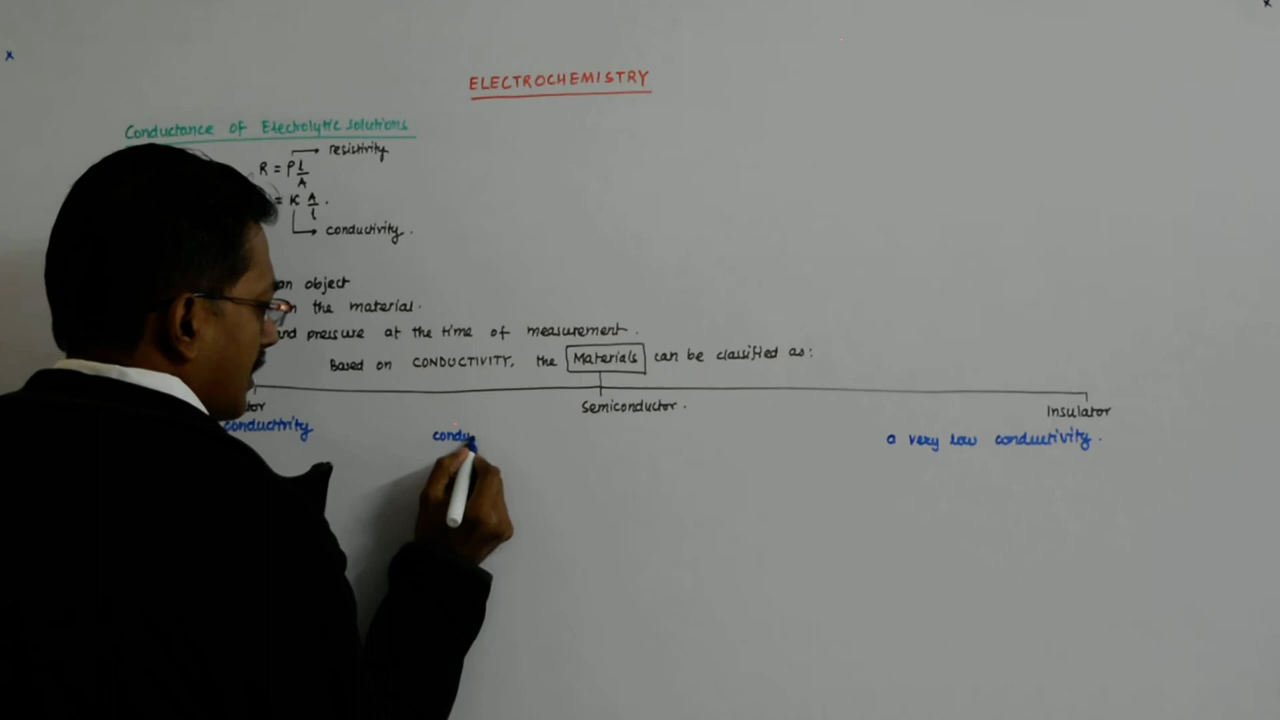 ELECTROCHEMISTRY
Conductance of Electrolytic solutions
R = ρ l/A → resistivity
= K A/l .
→ conductivity .
an object
the material .
pressure at the time of measurement .
Based on CONDUCTIVITY, the Materials can be classified as :
Semiconductor .
Insulator
conductivity
condu
a very low conductivity .